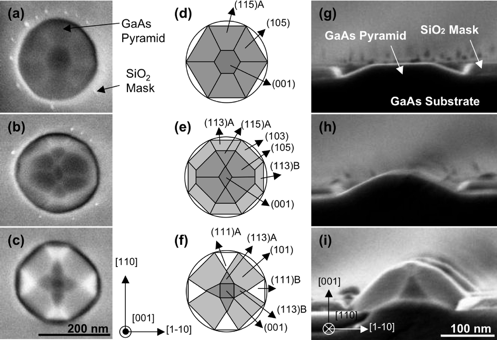 (a)
GaAs
Pyramid
SiO2
Mask
(b)
(c)
[110]
[001]
[1-10]
200 nm
(d)
(115)A
(105)
(001)
(e)
(113)A
(115)A
(103)
(105)
(113)B
(001)
(f)
(111)A
(113)A
(101)
(111)B
(113)B
(001)
(g)
SiO2 Mask
GaAs Pyramid
GaAs Substrate
(h)
(i)
[001]
[110]
[1-10]
100 nm